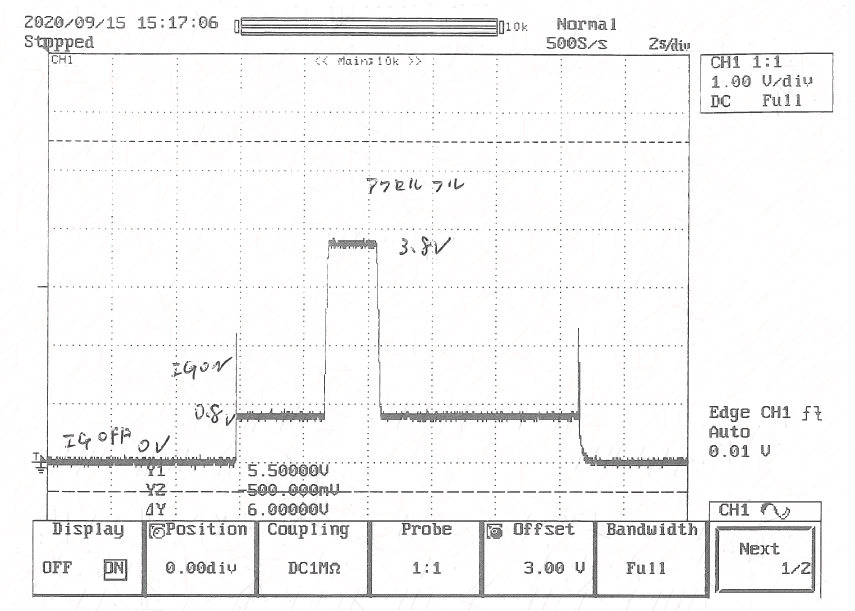 2020/09/15 15:17:06
10k
Normal
Stopped
500S/s
2s/div
CH1
<< Main:10k >>
CH1 1:1
1.00 V/div
DC Full
アクセル フル
3.8V
IGON
0.8V
IG OFF 0V
Edge CH1
Auto
0.01 V
Y1 5.50000V
Y2 -500.000mV
ΔY 6.00000V
CH1
Display
OFF ON
Position
0.00div
Coupling
DC1MΩ
Probe
1:1
Offset
3.00 V
Bandwidth
Full
Next
1/2